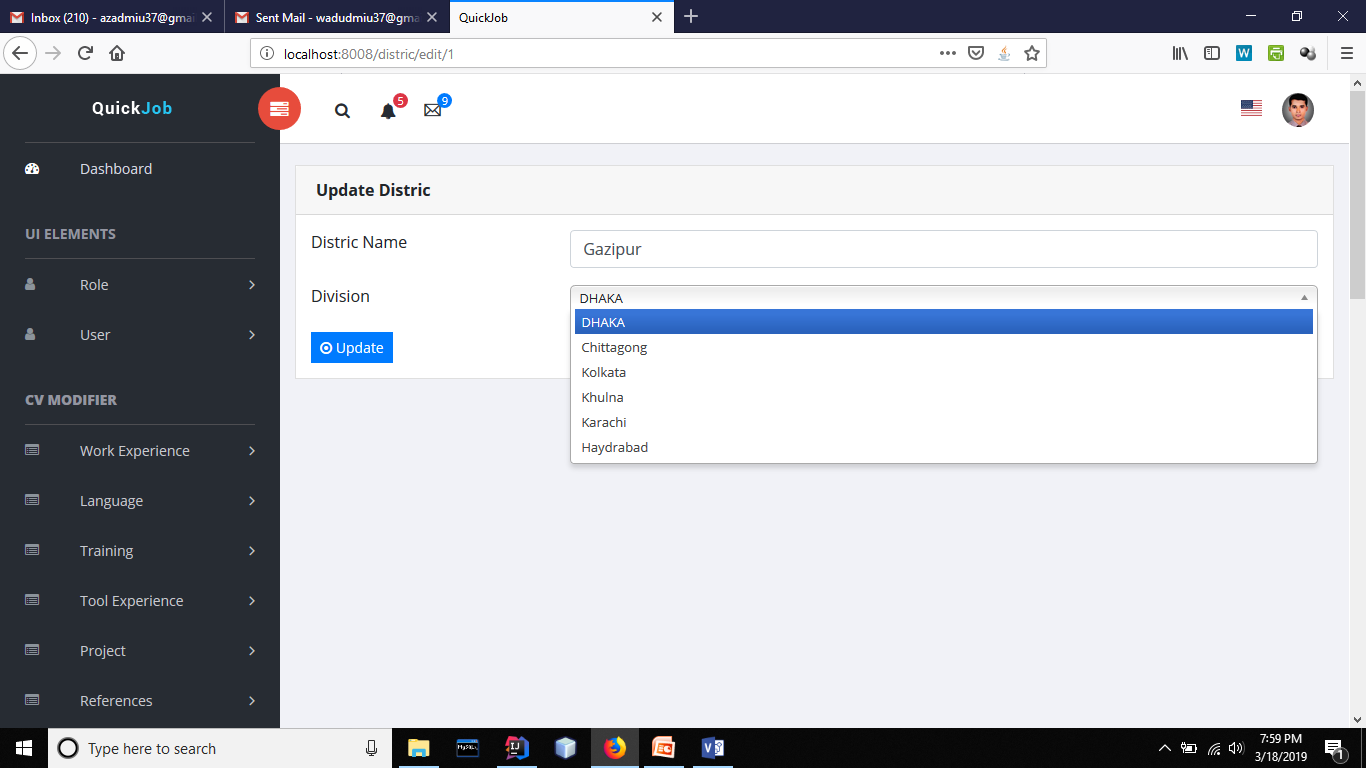 Inbox (210) - azadmiu37@gmai
Sent Mail - wadudmiu37@gma
QuickJob
localhost:8008/distric/edit/1
W
QuickJob
5
9
Dashboard
UI ELEMENTS
Role
User
CV MODIFIER
Work Experience
Language
Training
Tool Experience
Project
References
Update Distric
Distric Name
Gazipur
Division
DHAKA
DHAKA
Chittagong
Kolkata
Khulna
Karachi
Haydrabad
Update
Type here to search
7:59 PM
3/18/2019
1